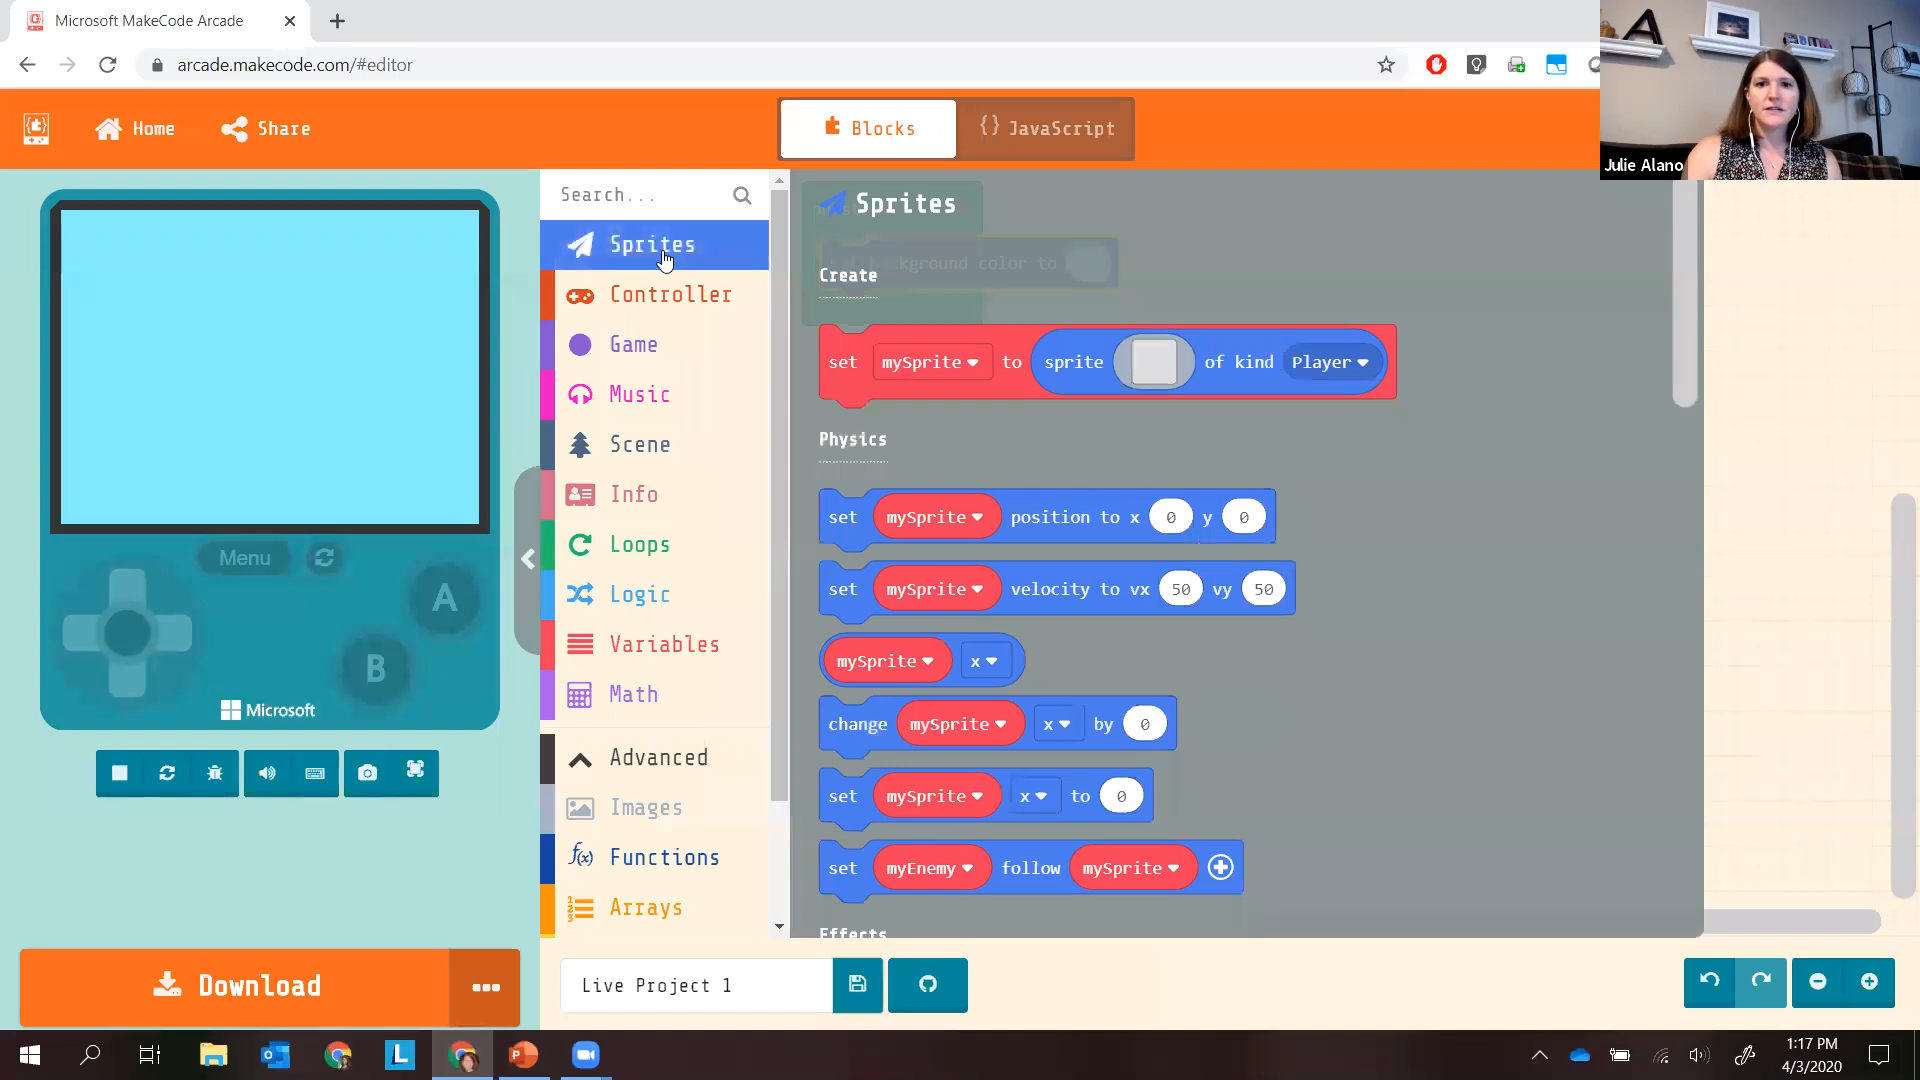 Microsoft MakeCode Arcade
arcade.makecode.com/#editor
Home
Share
Blocks
{} JavaScript
Julie Alano
Search...
Sprites
Controller
Game
Music
Scene
Info
Loops
Logic
Variables
Math
Advanced
Images
f(x) Functions
Arrays
Sprites
background color to
Create
set mySprite to sprite of kind Player
Physics
set mySprite position to x 0 y 0
set mySprite velocity to vx 50 vy 50
mySprite x
change mySprite x by 0
set mySprite x to 0
set myEnemy follow mySprite
Effects
Menu
A
B
Microsoft
Download
Live Project 1
1:17 PM
4/3/2020